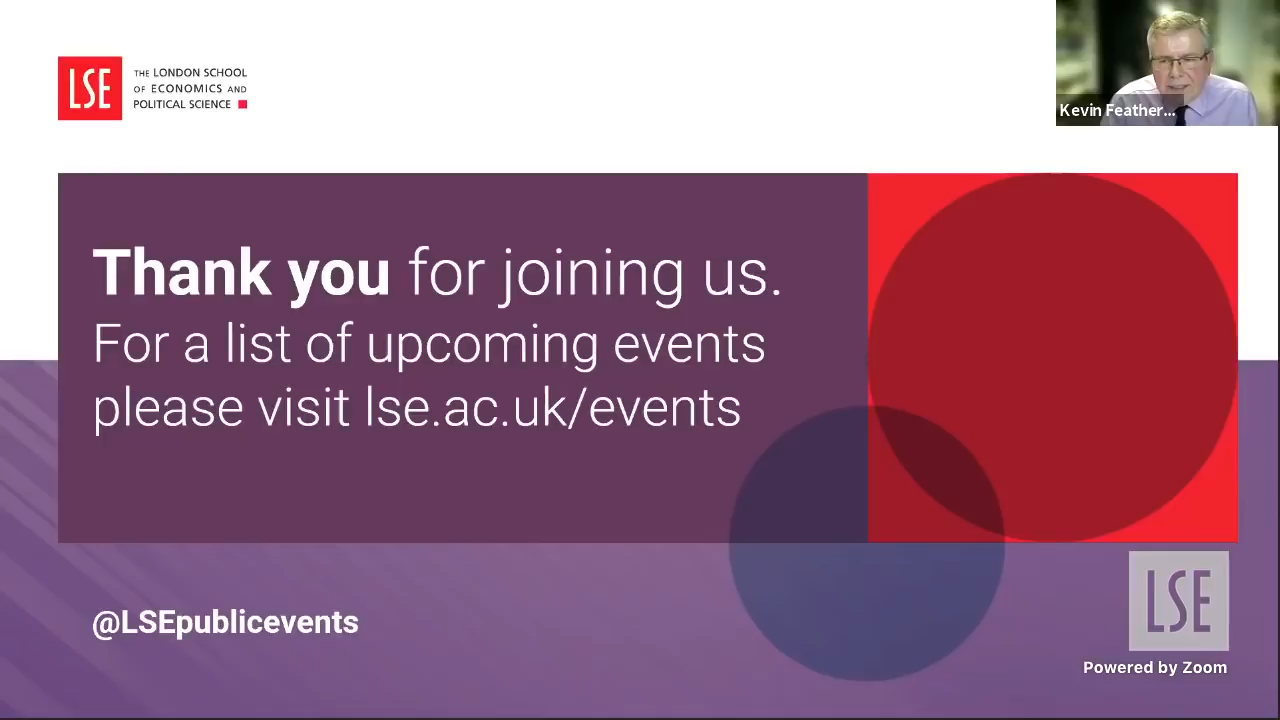 LSE
THE LONDON SCHOOL
OF ECONOMICS AND
POLITICAL SCIENCE
Kevin Feather...
Thank you for joining us.
For a list of upcoming events
please visit lse.ac.uk/events
@LSEpublicevents
LSE
Powered by Zoom